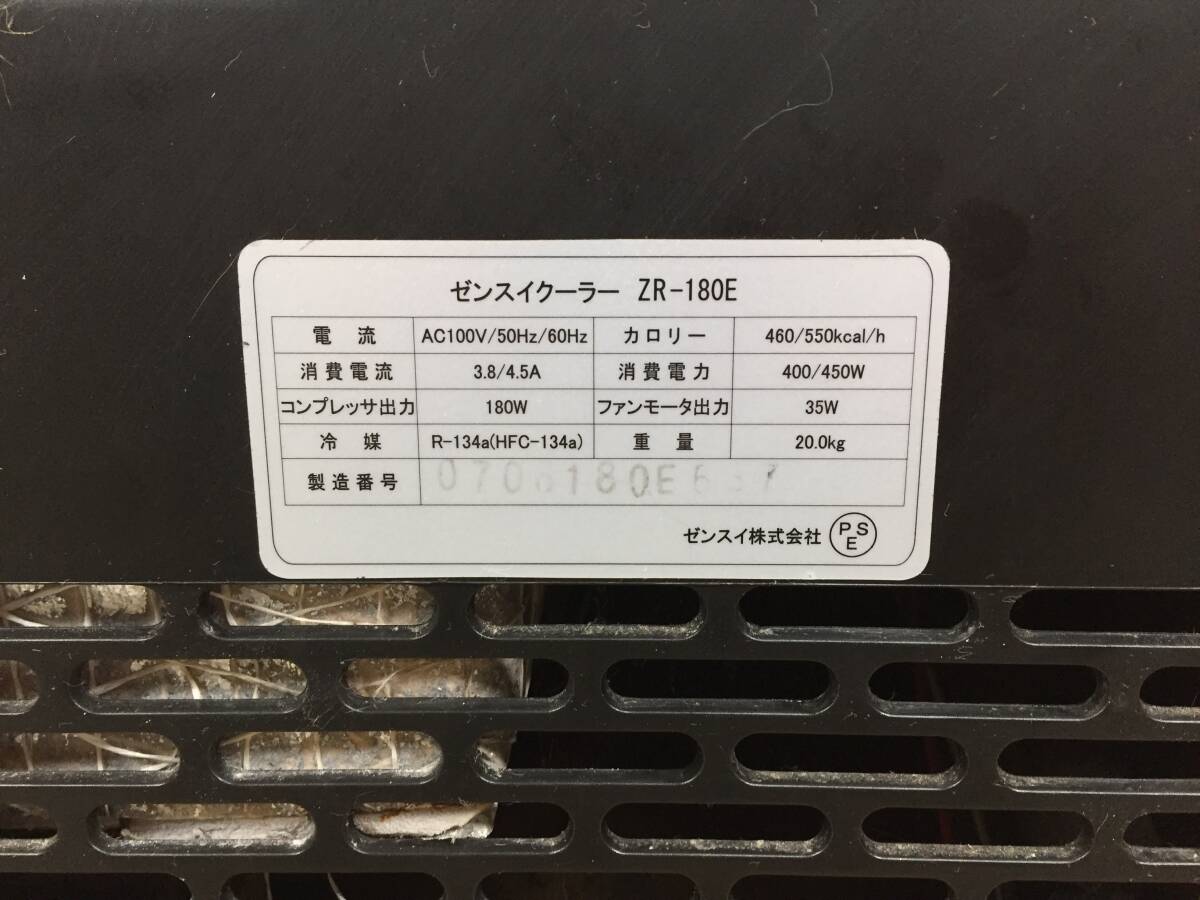 ゼンスイクーラー ZR-180E
電流 AC100V/50Hz/60Hz カロリー 460/550kcal/h
消費電流 3.8/4.5A 消費電力 400/450W
コンプレッサ出力 180W ファンモータ出力 35W
冷媒 R-134a(HFC-134a) 重量 20.0kg
製造番号
ゼンスイ株式会社 PSE